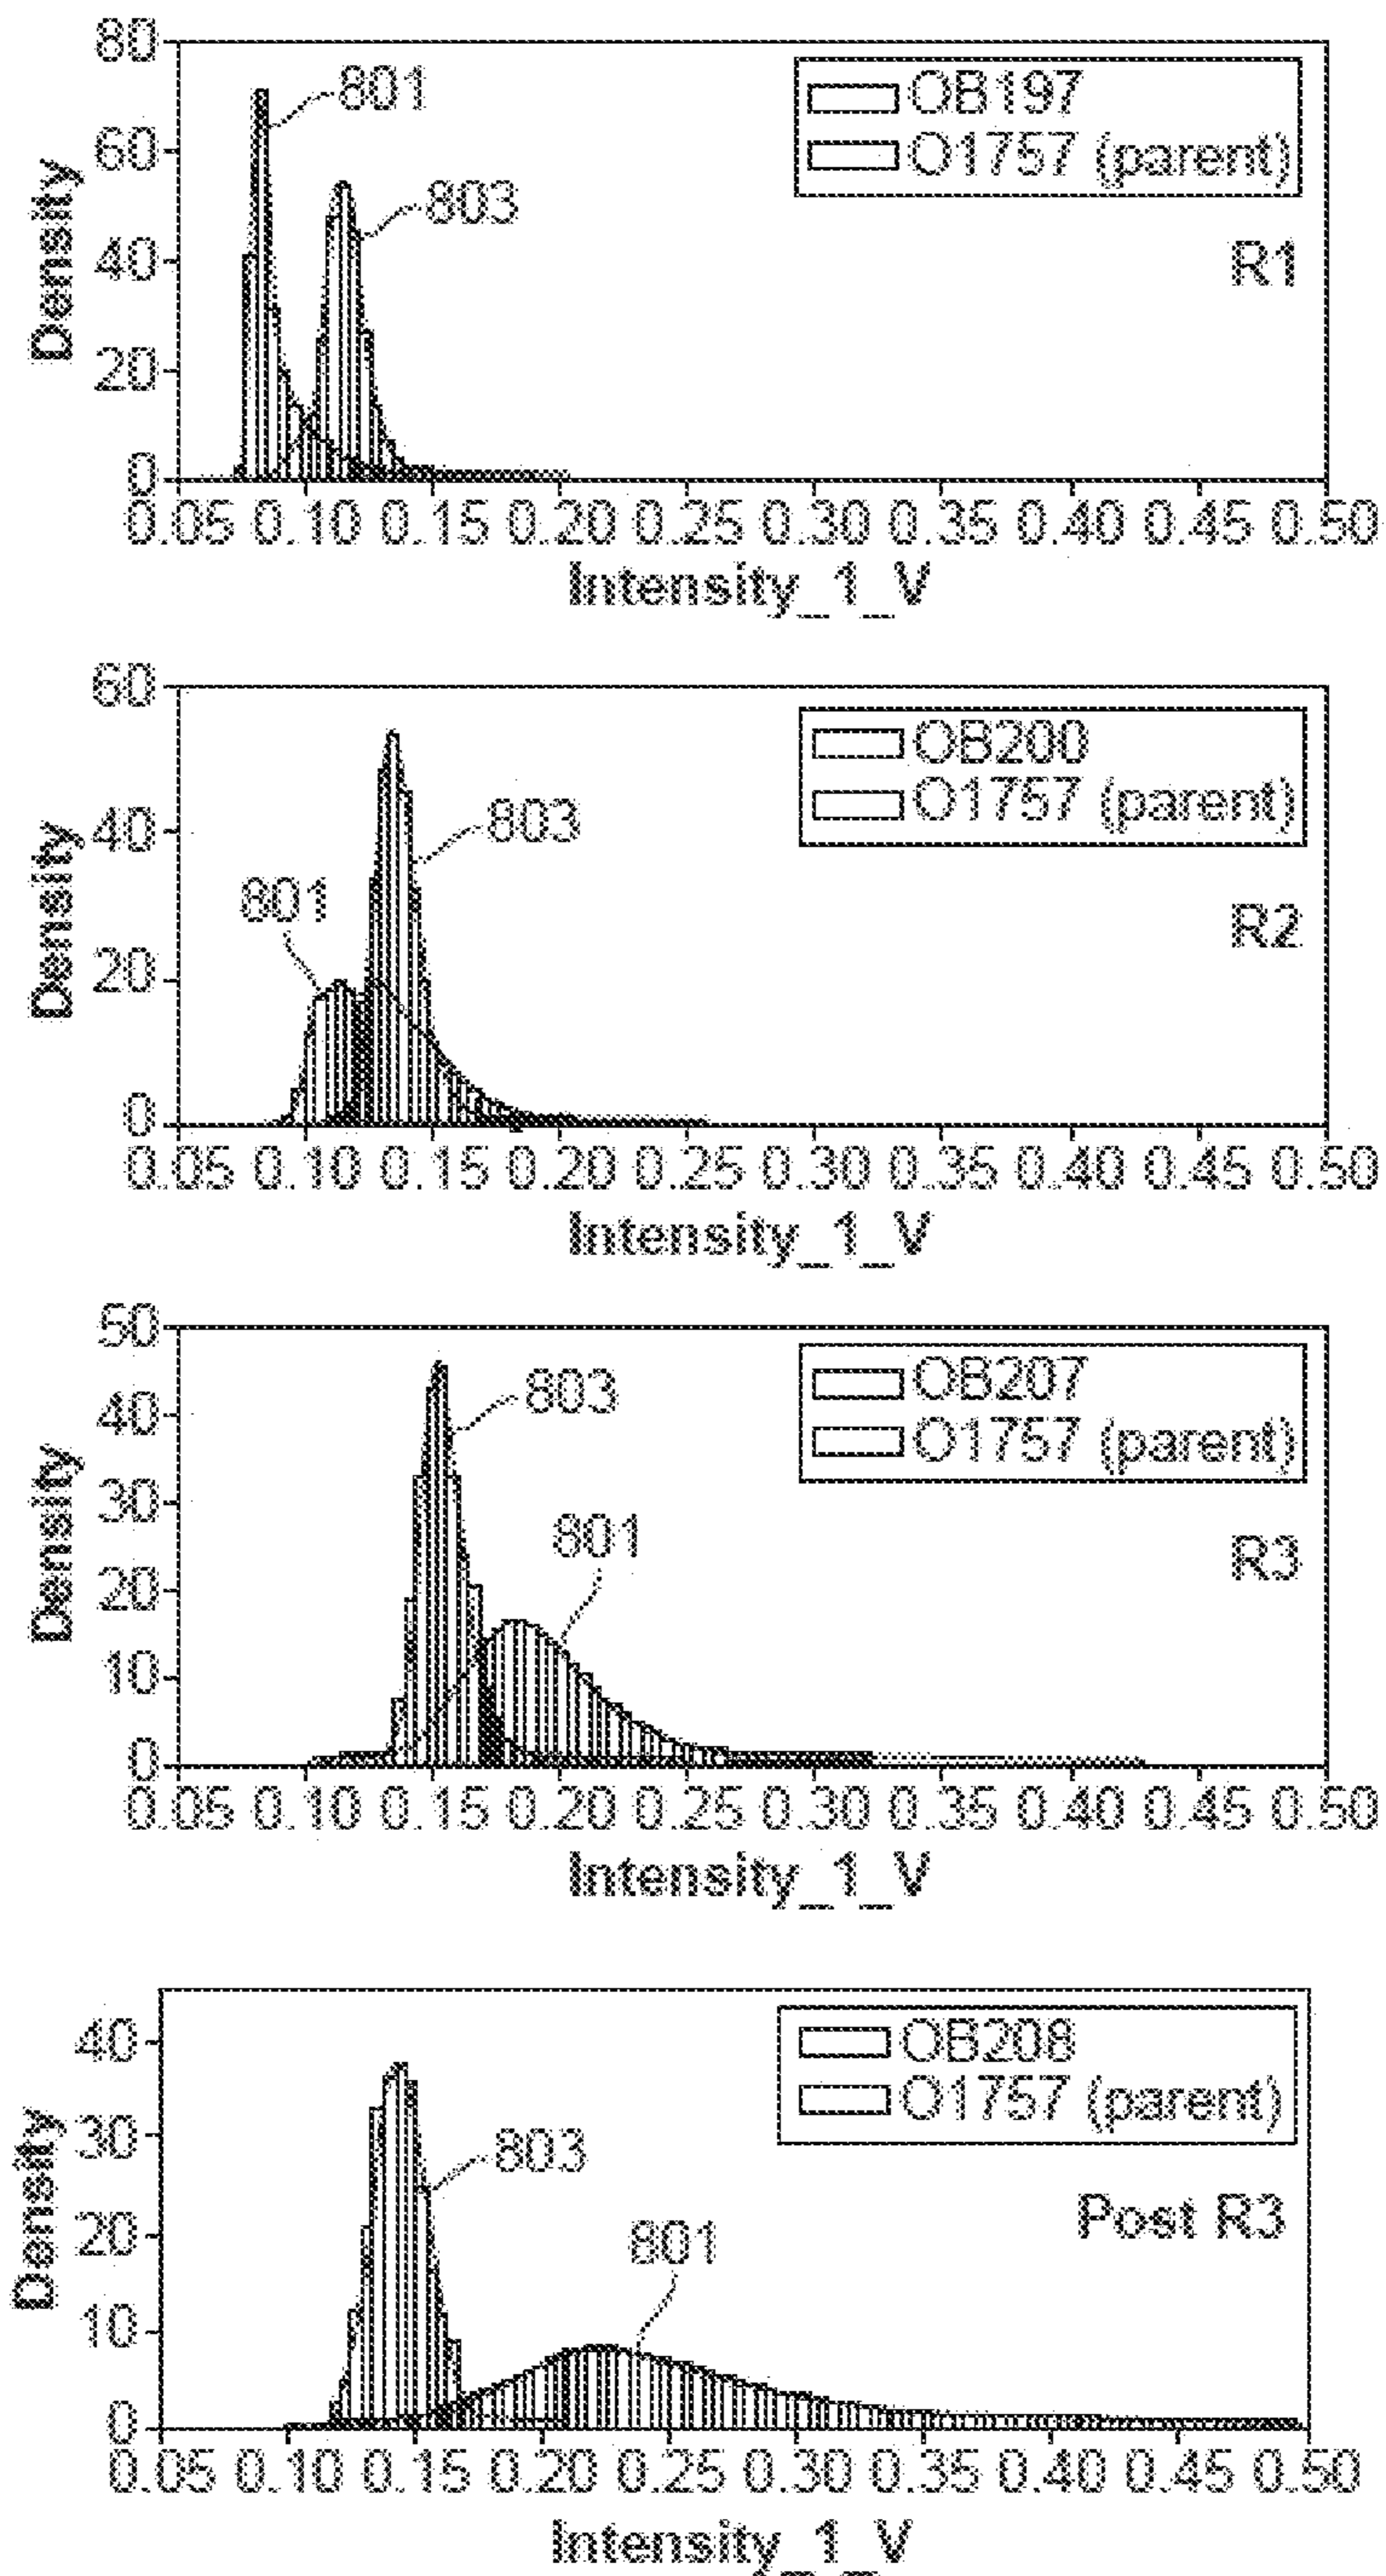 80
60
40
20
0
Density
801
803
OB197
O1757 (parent)
R1
0.05 0.10 0.15 0.20 0.25 0.30 0.35 0.40 0.45 0.50
Intensity_1_V
60
40
20
0
Density
801
803
OB200
O1757 (parent)
R2
0.05 0.10 0.15 0.20 0.25 0.30 0.35 0.40 0.45 0.50
Intensity_1_V
50
40
30
20
10
0
Density
803
801
OB207
O1757 (parent)
R3
0.05 0.10 0.15 0.20 0.25 0.30 0.35 0.40 0.45 0.50
Intensity_1_V
40
30
20
10
0
Density
803
801
OB208
O1757 (parent)
Post R3
0.05 0.10 0.15 0.20 0.25 0.30 0.35 0.40 0.45 0.50
Intensity_1_V